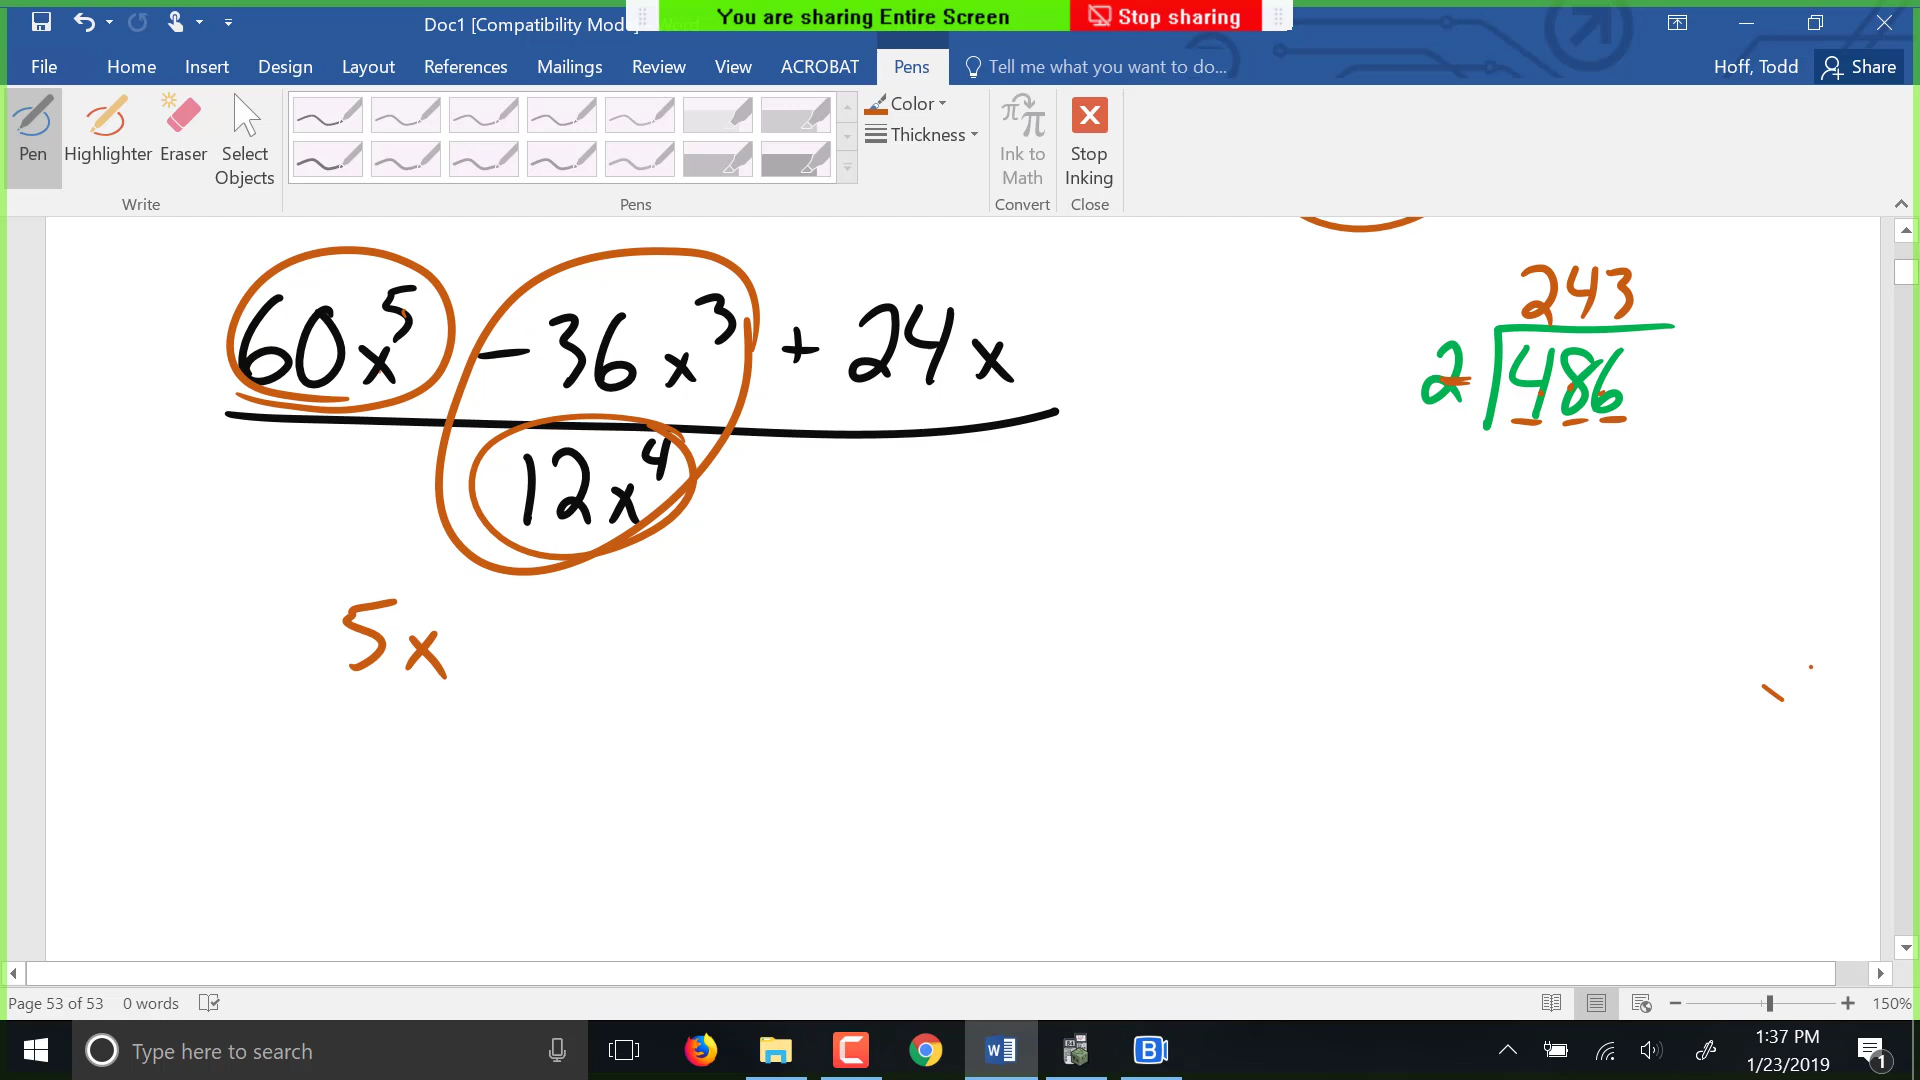 Doc1 [Compatibility Mod
You are sharing Entire Screen
Stop sharing
File Home Insert Design Layout References Mailings Review View ACROBAT Pens Tell me what you want to do... Hoff, Todd Share
Pen Highlighter Eraser Select Objects
Color
Thickness
Ink to Math
Stop Inking
Write Pens Convert Close
60x⁵ - 36x³ + 24x
12x⁴
5x
243
2 486
Page 53 of 53 0 words 150%
Type here to search
1:37 PM
1/23/2019
1